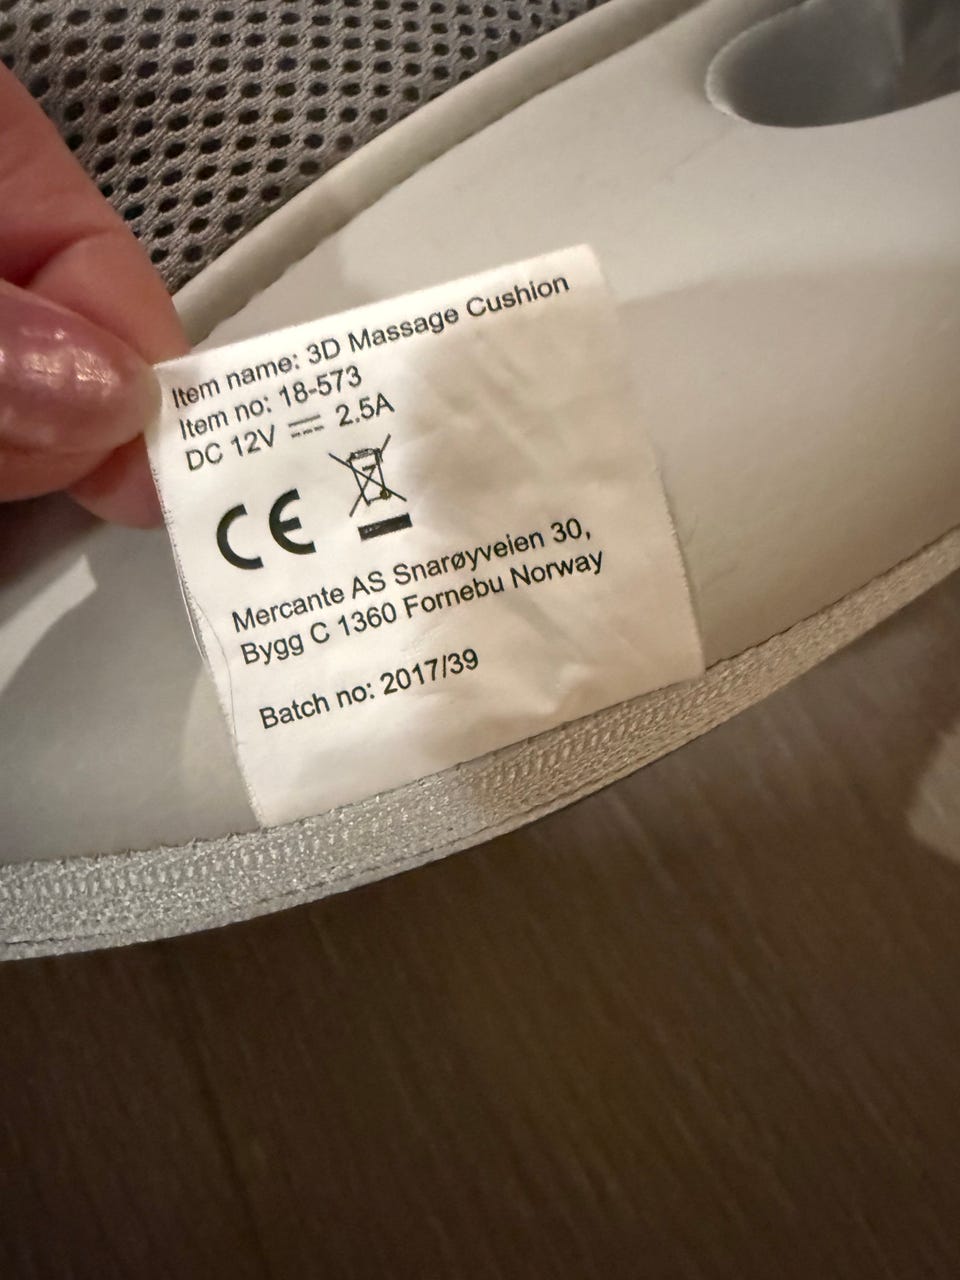 Item name: 3D Massage Cushion
Item no: 18-573
DC 12V ⎓ 2.5A
CE
Mercante AS Snarøyveien 30,
Bygg C 1360 Fornebu Norway
Batch no: 2017/39